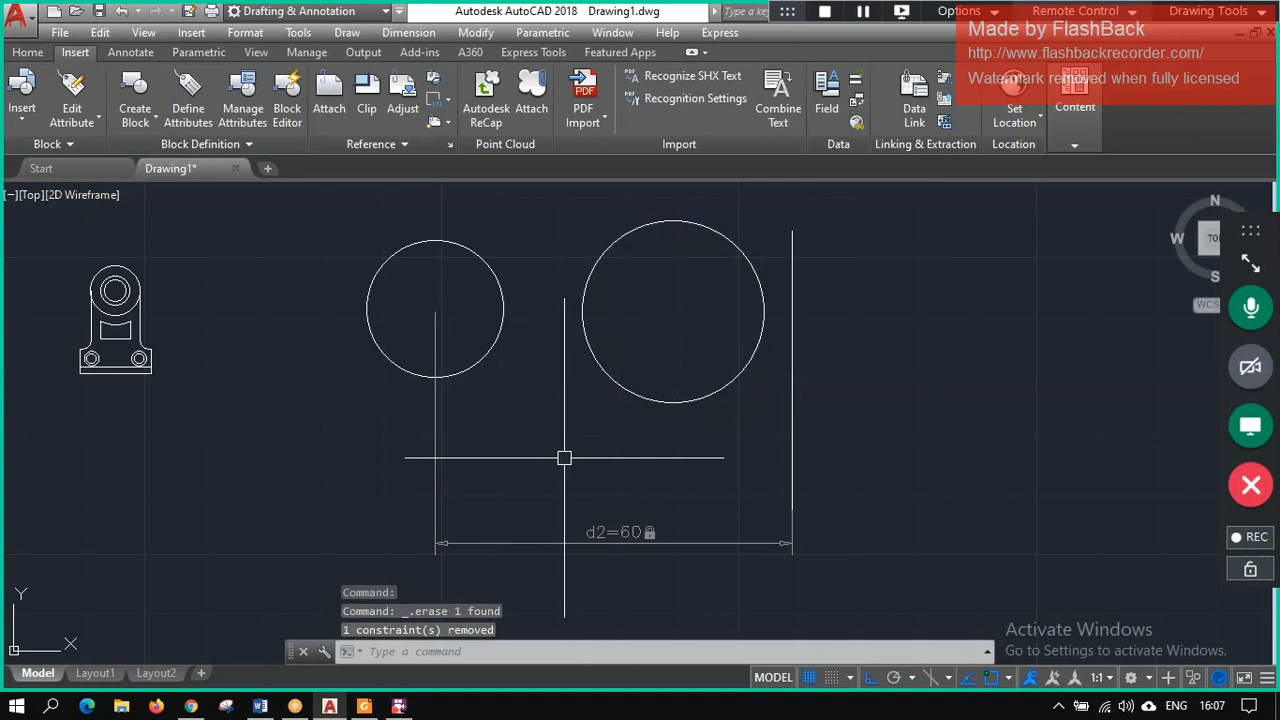 Drafting & Annotation
Autodesk AutoCAD 2018 Drawing1.dwg
Options
Remote Control
Drawing Tools
File Edit View Insert Format Tools Draw Dimension Modify Parametric Window Help Express
Made by FlashBack
http://www.flashbackrecorder.com/
Watermark removed when fully licensed
Home Insert Annotate Parametric View Manage Output Add-ins A360 Express Tools Featured Apps
Insert
Edit Attribute
Create Block
Define Attributes
Manage Attributes
Block Editor
Attach
Clip
Adjust
Autodesk ReCap
Attach
PDF
PDF Import
Recognize SHX Text
Recognition Settings
Combine Text
Field
Data Link
Set Location
Content
Block
Block Definition
Reference
Point Cloud
Import
Data
Linking & Extraction
Location
Start
Drawing1*
[−][Top][2D Wireframe]
N
W
S
WCS
d2=60
REC
Y
X
Command:
Command: _.erase 1 found
1 constraint(s) removed
Type a command
Activate Windows
Go to Settings to activate Windows.
Model Layout1 Layout2
MODEL
1:1
ENG
16:07